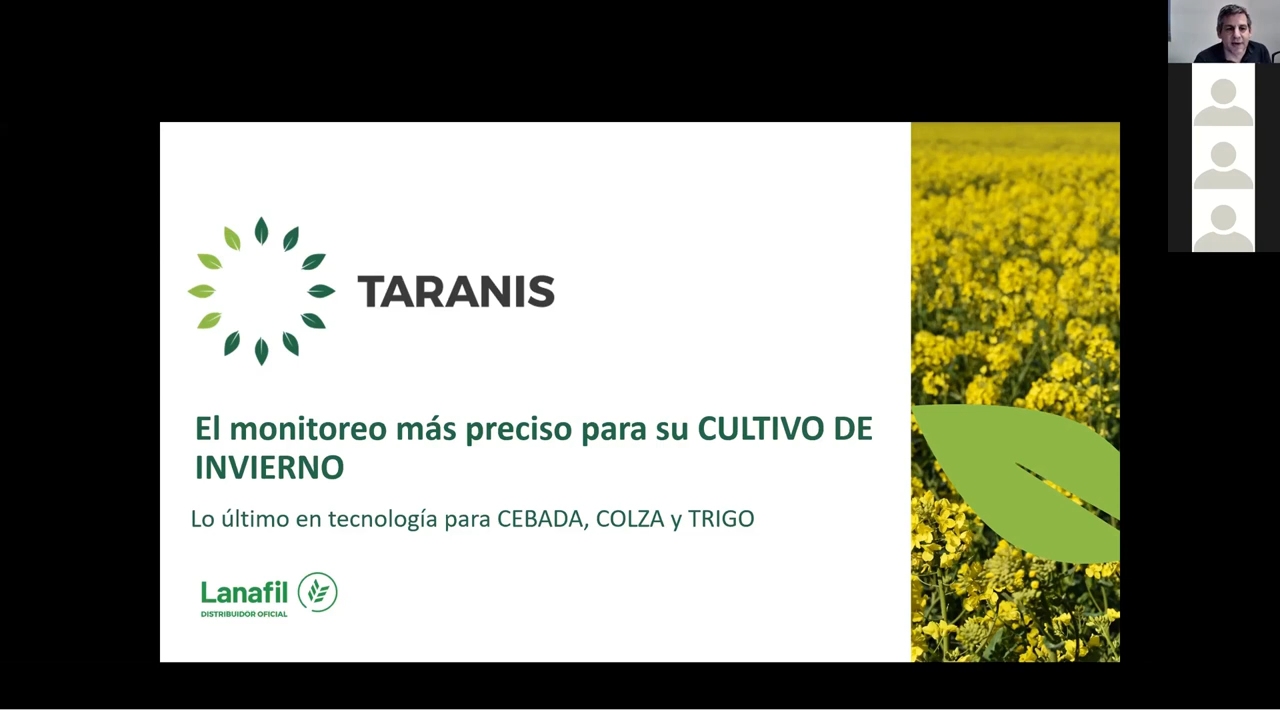 TARANIS
El monitoreo más preciso para su CULTIVO DE
INVIERNO
Lo último en tecnología para CEBADA, COLZA y TRIGO
Lanafil
DISTRIBUIDOR OFICIAL